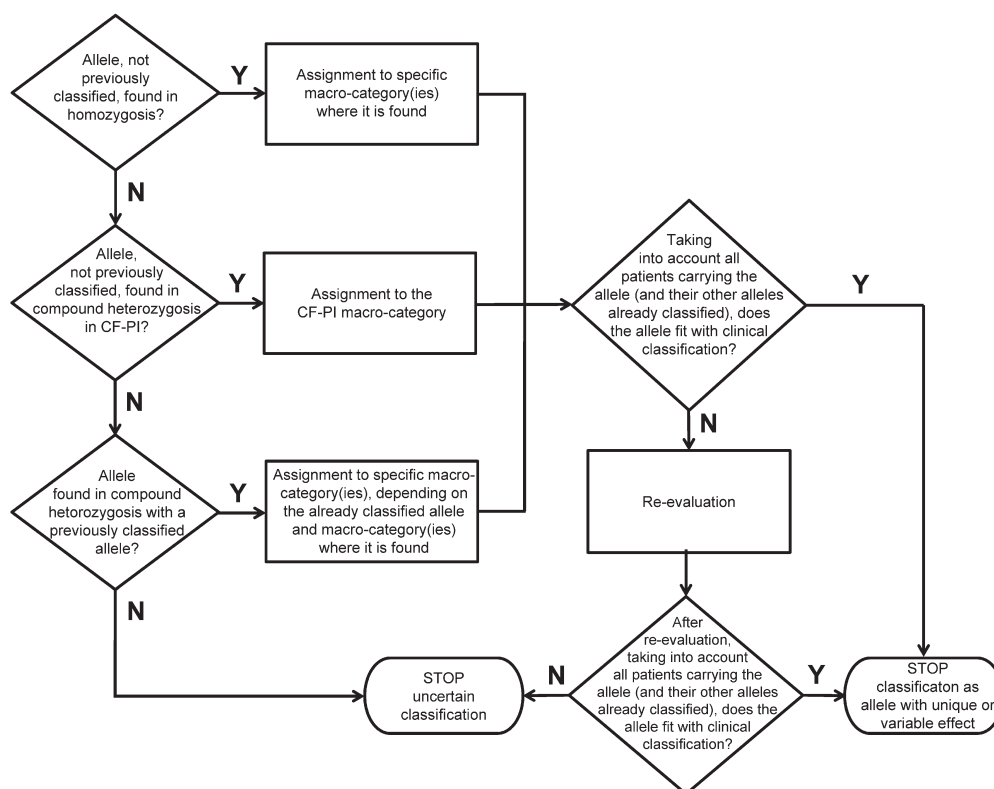 Allele, not
previously
classified, found in
homozygosis?
Y
Assignment to specific
macro-category(ies)
where it is found
N
Allele,
not previously
classified, found in
compound heterozygosis
in CF-PI?
Y
Assignment to the
CF-PI macro-category
N
Allele
found in compound
hetorozygosis with a
previously classified
allele?
Y
Assignment to specific macro-
category(ies), depending on
the already classified allele
and macro-category(ies)
where it is found
N
Taking
into account all
patients carrying the
allele (and their other alleles
already classified), does
the allele fit with clinical
classification?
Y
N
Re-evaluation
After
re-evaluation,
taking into account
all patients carrying the
allele (and their other alleles
already classified), does the
allele fit with clinical
classification?
N
STOP
uncertain
classification
Y
STOP
classificaton as
allele with unique or
variable effect